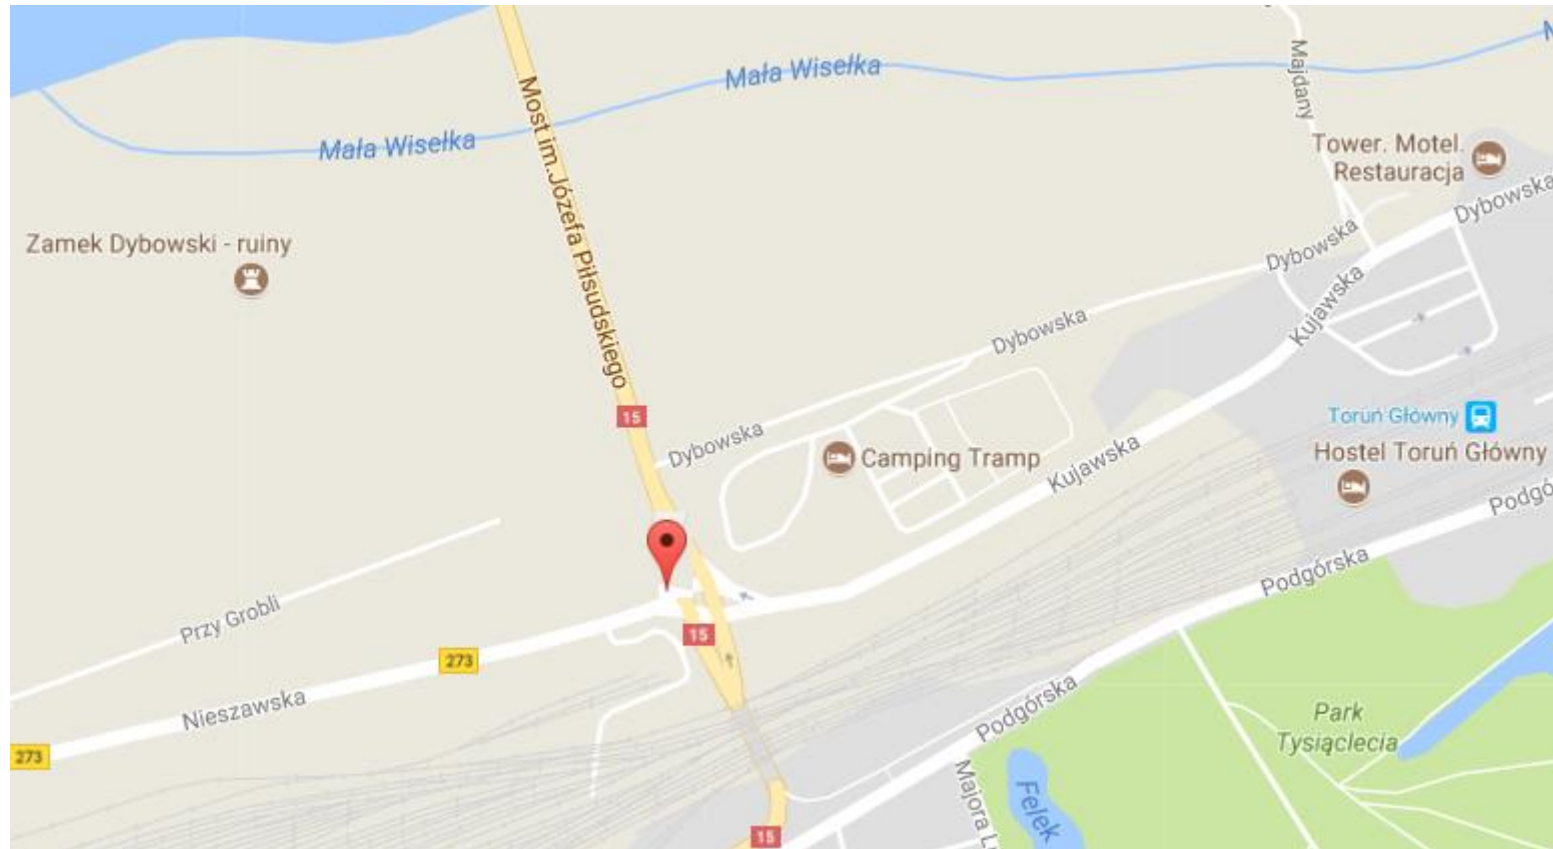 Mała Wisełka
Majdany
Mała Wisełka
Most im.Józefa Piłsudskiego
Tower. Motel.
Restauracja
Dybowska
Zamek Dybowski - ruiny
Dybowska
Kujawska
Dybowska
15
Toruń Główny
Dybowska
Camping Tramp
Kujawska
Hostel Toruń Główny
Podgó
Podgórska
Przy Grobli
15
273
Nieszawska
Podgórska
Park
Tysiąclecia
273
Majora L
Felek
15